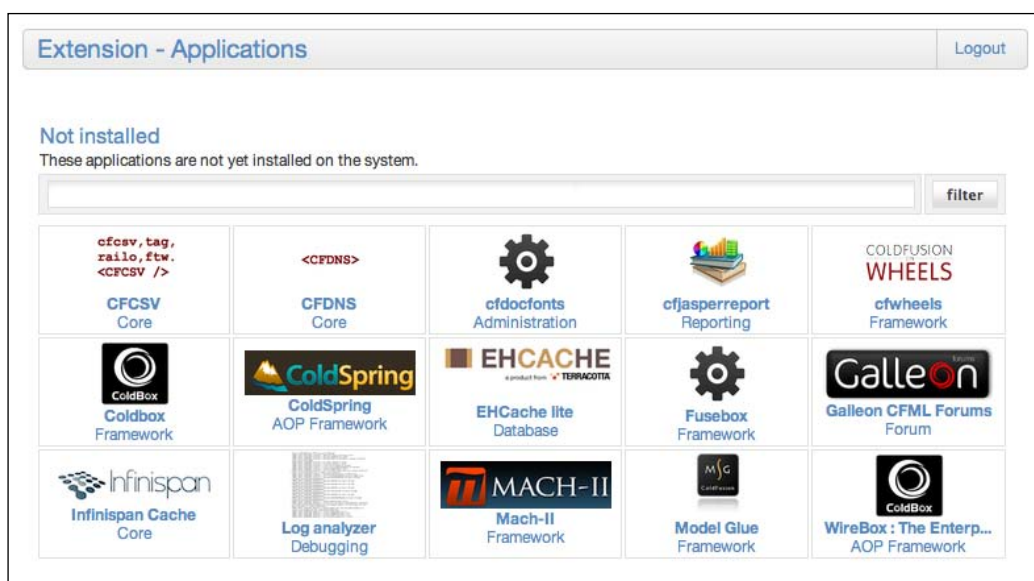 Extension - Applications
Logout
Not installed
These applications are not yet installed on the system.
filter
cfcsv,tag,
railo,ftw.
<CFCSV />
CFCSV
Core
<CFDNS>
CFDNS
Core
cfdocfonts
Administration
cfjasperreport
Reporting
COLDFUSION
WHEELS
cfwheels
Framework
ColdBox
Coldbox
Framework
ColdSpring
ColdSpring
AOP Framework
EHCACHE
a product from TERRACOTTA
EHCache lite
Database
Fusebox
Framework
Galleon
Galleon CFML Forums
Forum
Infinispan
Infinispan Cache
Core
Log analyzer
Debugging
MACH-II
Mach-II
Framework
Model Glue
Framework
ColdBox
WireBox : The Enterp...
AOP Framework